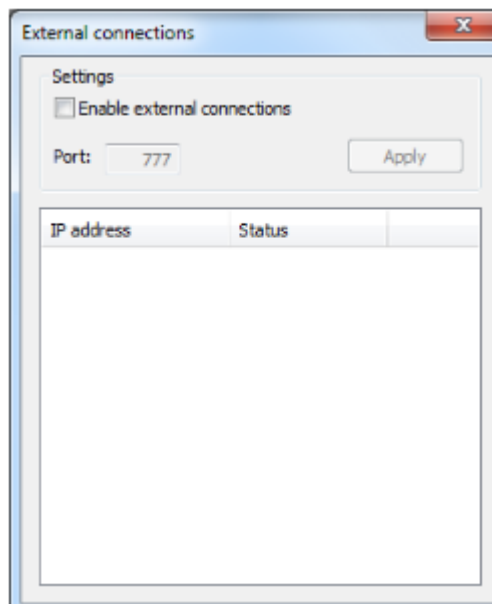 External connections
Settings
Enable external connections
Port: 777 Apply
IP address Status